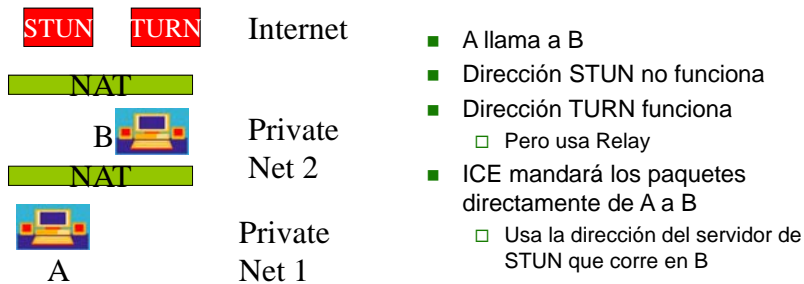 STUN TURN Internet
NAT
B Private
Net 2
NAT
Private
A Net 1
A llama a B
Dirección STUN no funciona
Dirección TURN funciona
Pero usa Relay
ICE mandará los paquetes
directamente de A a B
Usa la dirección del servidor de
STUN que corre en B